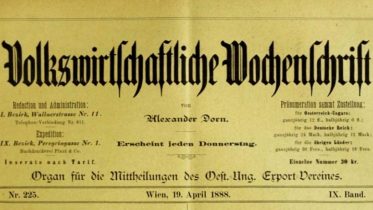 Volkswirtschaftliche Wochenschrift
von
Alexander Dorn.
Redaction und Administration:
I. Bezirk, Wallnerstrasse Nr. 11.
Expedition:
IX. Bezirk, Peregringasse Nr. 1.
Inserate nach Tarif.
Erscheint jeden Donnerstag.
Pränumeration sammt Zustellung:
für Oesterreich-Ungarn:
für das Deutsche Reich:
für die übrigen Länder:
Einzelne Nummer 30 kr.
Organ für die Mittheilungen des Oest.-Ung. Export-Vereines.
Nr. 225.
Wien, 19. April 1888.
IX. Band.